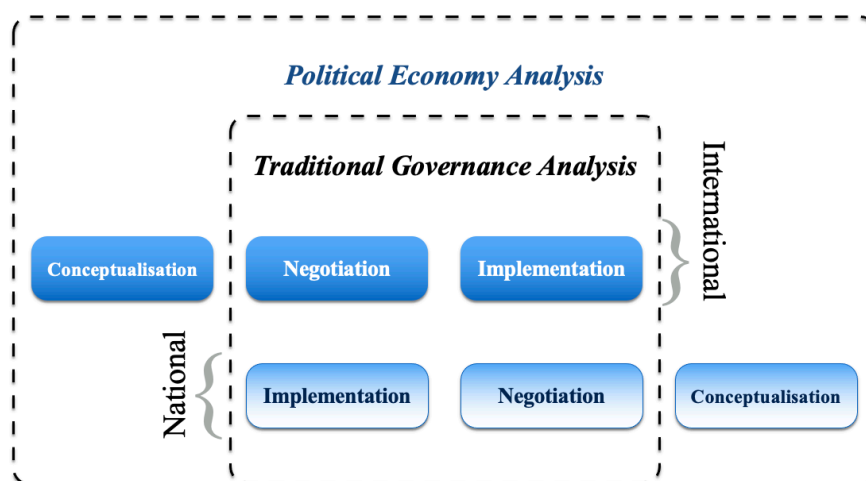 Political Economy Analysis
Traditional Governance Analysis
International
Conceptualisation
Negotiation
Implementation
National
Implementation
Negotiation
Conceptualisation